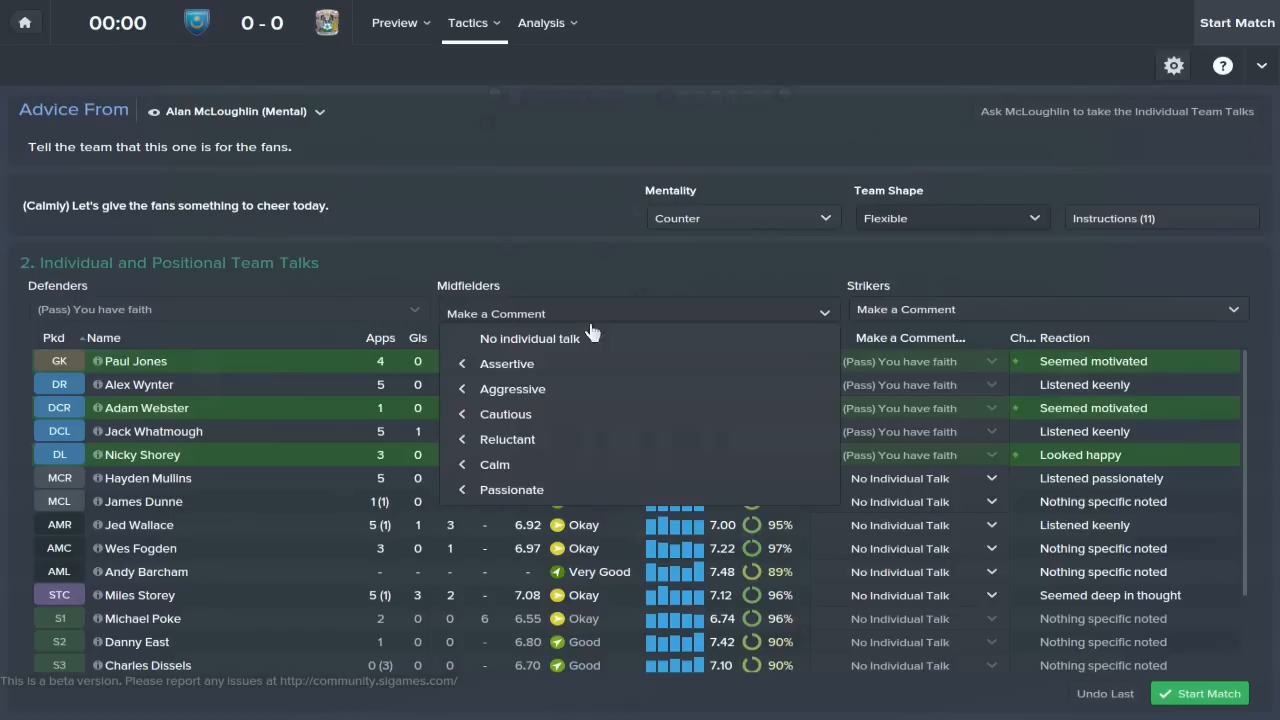 00:00 0 - 0 Preview Tactics Analysis Start Match
?
Advice From Alan McLoughlin (Mental) Ask McLoughlin to take the Individual Team Talks
Tell the team that this one is for the fans.
Mentality Team Shape
(Calmly) Let's give the fans something to cheer today.
Counter Flexible Instructions (11)
2. Individual and Positional Team Talks
Defenders Midfielders Strikers
(Pass) You have faith Make a Comment Make a Comment
Pkd Name Apps Gls No individual talk Make a Comment... Ch... Reaction
GK Paul Jones 4 0 Assertive (Pass) You have faith Seemed motivated
DR Alex Wynter 5 0 Aggressive (Pass) You have faith Listened keenly
DCR Adam Webster 1 0 Cautious (Pass) You have faith Seemed motivated
DCL Jack Whatmough 5 1 Reluctant (Pass) You have faith Listened keenly
DL Nicky Shorey 3 0 Calm (Pass) You have faith Looked happy
MCR Hayden Mullins 5 0 Passionate No Individual Talk Listened passionately
MCL James Dunne 1 (1) 0 7.00 No Individual Talk Nothing specific noted
AMR Jed Wallace 5 (1) 1 3 - 6.92 Okay 7.00 95% No Individual Talk Listened keenly
AMC Wes Fogden 3 0 1 - 6.97 Okay 7.22 97% No Individual Talk Nothing specific noted
AML Andy Barcham - - - - - Very Good 7.48 89% No Individual Talk Nothing specific noted
STC Miles Storey 5 (1) 3 2 - 7.08 Okay 7.12 96% No Individual Talk Seemed deep in thought
S1 Michael Poke 2 0 0 6 6.55 Okay 6.74 96% No Individual Talk Nothing specific noted
S2 Danny East 1 0 0 - 6.80 Good 7.42 90% No Individual Talk Nothing specific noted
S3 Charles Dissels 0 (3) 0 0 - 6.70 Good 7.10 90% No Individual Talk Nothing specific noted
This is a beta version. Please report any issues at http://community.sigames.com/
Undo Last Start Match